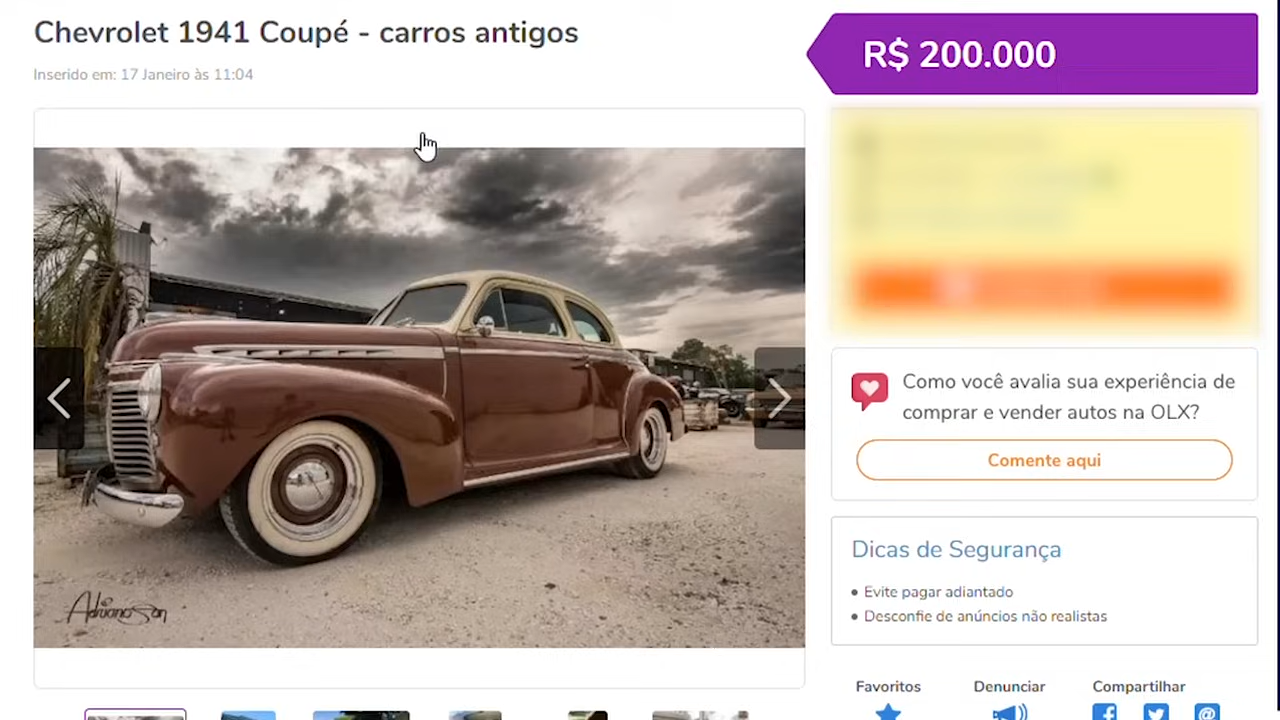 Chevrolet 1941 Coupé - carros antigos
Inserido em: 17 Janeiro às 11:04
R$ 200.000
Como você avalia sua experiência de
comprar e vender autos na OLX?
Comente aqui
Dicas de Segurança
• Evite pagar adiantado
• Desconfie de anúncios não realistas
Favoritos Denunciar Compartilhar